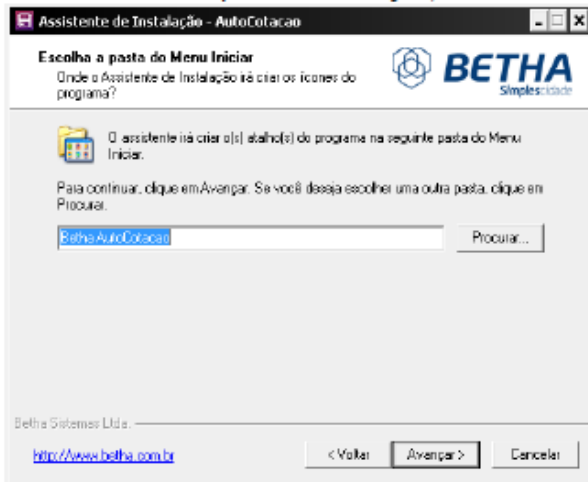 Assistente de Instalação - AutoCotacao
Escolha a pasta do Menu Iniciar
Onde o Assistente de Instalação irá criar os ícones do
programa?
BETHA
Simplescidade
O assistente irá criar o(s) atalho(s) do programa na seguinte pasta do Menu
Iniciar.
Para continuar, clique em Avançar. Se você deseja escolher uma outra pasta, clique em
Procurar.
Betha AutoCotacao
Procurar...
Betha Sistemas Ltda.
http://www.betha.com.br
< Voltar
Avançar >
Cancelar